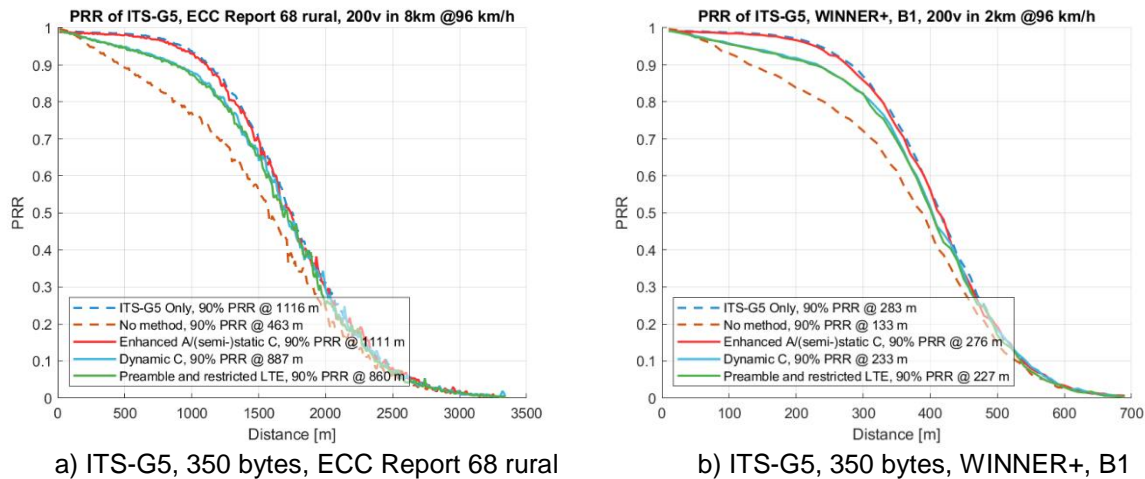 PRR of ITS-G5, ECC Report 68 rural, 200v in 8km @96 km/h
1
0.9
0.8
0.7
0.6
0.5
0.4
0.3
0.2
0.1
0
PRR
ITS-G5 Only, 90% PRR @ 1116 m
No method, 90% PRR @ 463 m
Enhanced A/(semi-)static C, 90% PRR @ 1111 m
Dynamic C, 90% PRR @ 887 m
Preamble and restricted LTE, 90% PRR @ 860 m
0 500 1000 1500 2000 2500 3000 3500
Distance [m]
a) ITS-G5, 350 bytes, ECC Report 68 rural
PRR of ITS-G5, WINNER+, B1, 200v in 2km @96 km/h
1
0.9
0.8
0.7
0.6
0.5
0.4
0.3
0.2
0.1
0
PRR
ITS-G5 Only, 90% PRR @ 283 m
No method, 90% PRR @ 133 m
Enhanced A/(semi-)static C, 90% PRR @ 276 m
Dynamic C, 90% PRR @ 233 m
Preamble and restricted LTE, 90% PRR @ 227 m
0 100 200 300 400 500 600 700
Distance [m]
b) ITS-G5, 350 bytes, WINNER+, B1